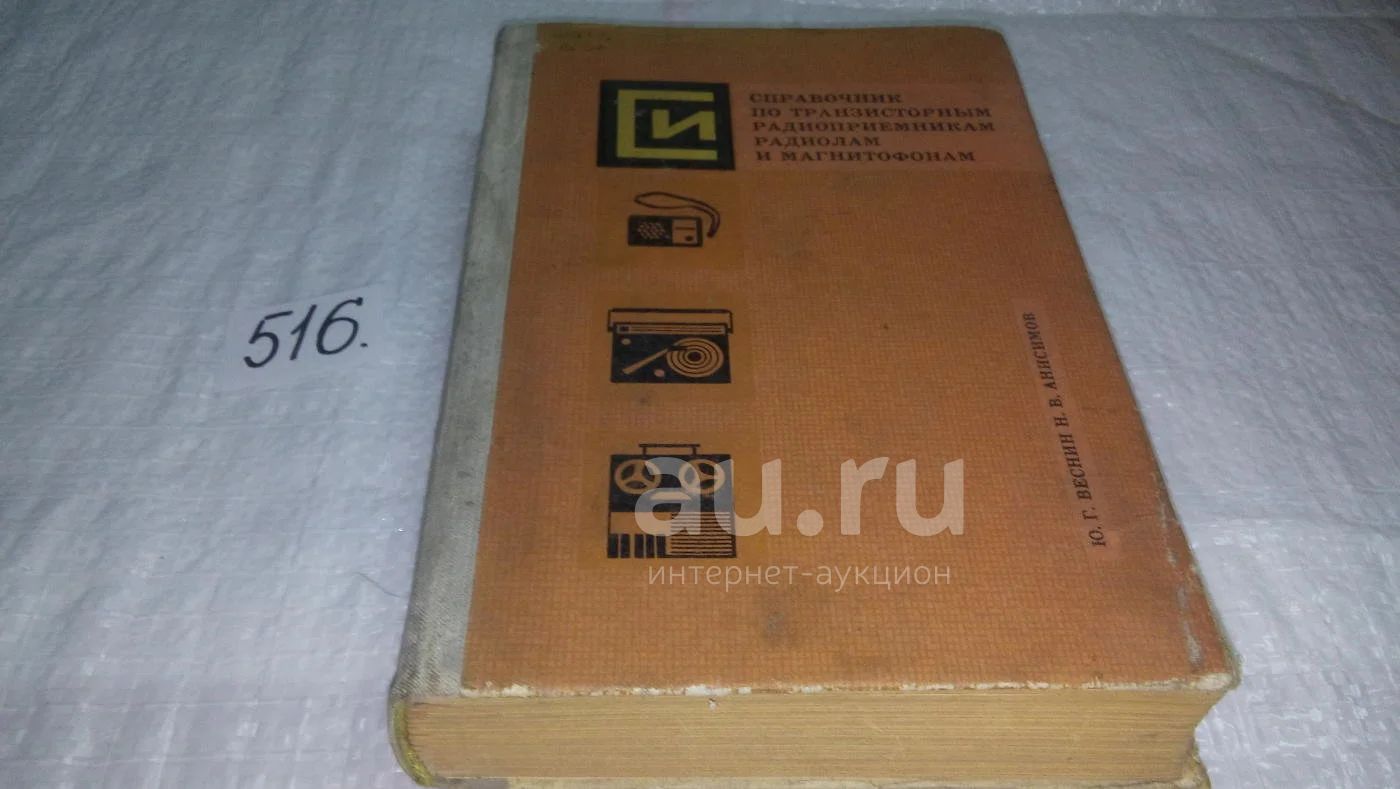 СИ
СПРАВОЧНИК
ПО ТРАНЗИСТОРНЫМ
РАДИОПРИЕМНИКАМ
РАДИОЛАМ
И МАГНИТОФОНАМ
516.
Ю. Г. ВЕСНИН Н. В. АНИСИМОВ
au.ru
интернет-аукцион